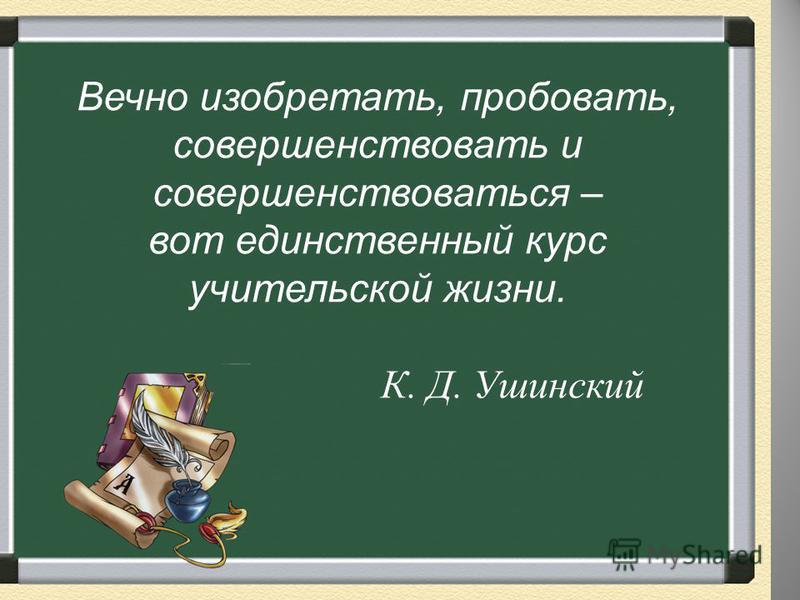 Вечно изобретать, пробовать,
совершенствовать и
совершенствоваться –
вот единственный курс
учительской жизни.
К. Д. Ушинский
А
MyShared